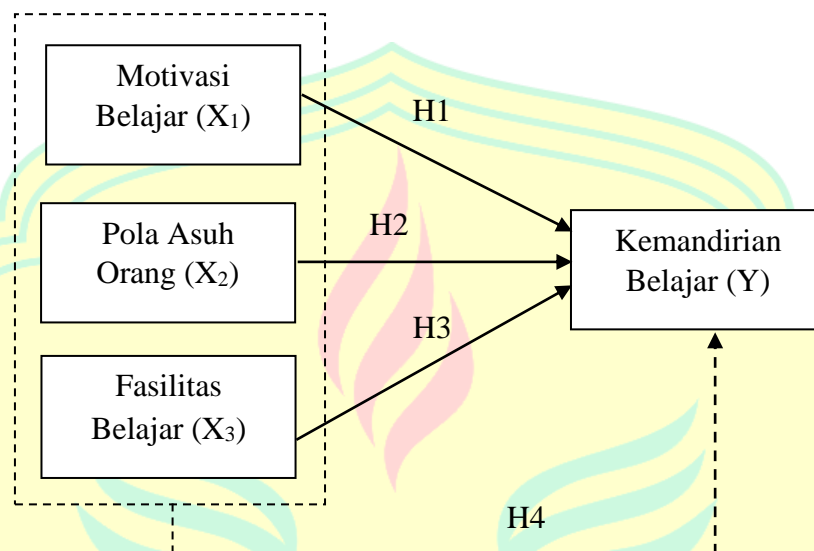 Motivasi
Belajar (X₁)
H1
Pola Asuh
Orang (X₂)
H2
Kemandirian
Belajar (Y)
H3
Fasilitas
Belajar (X₃)
H4